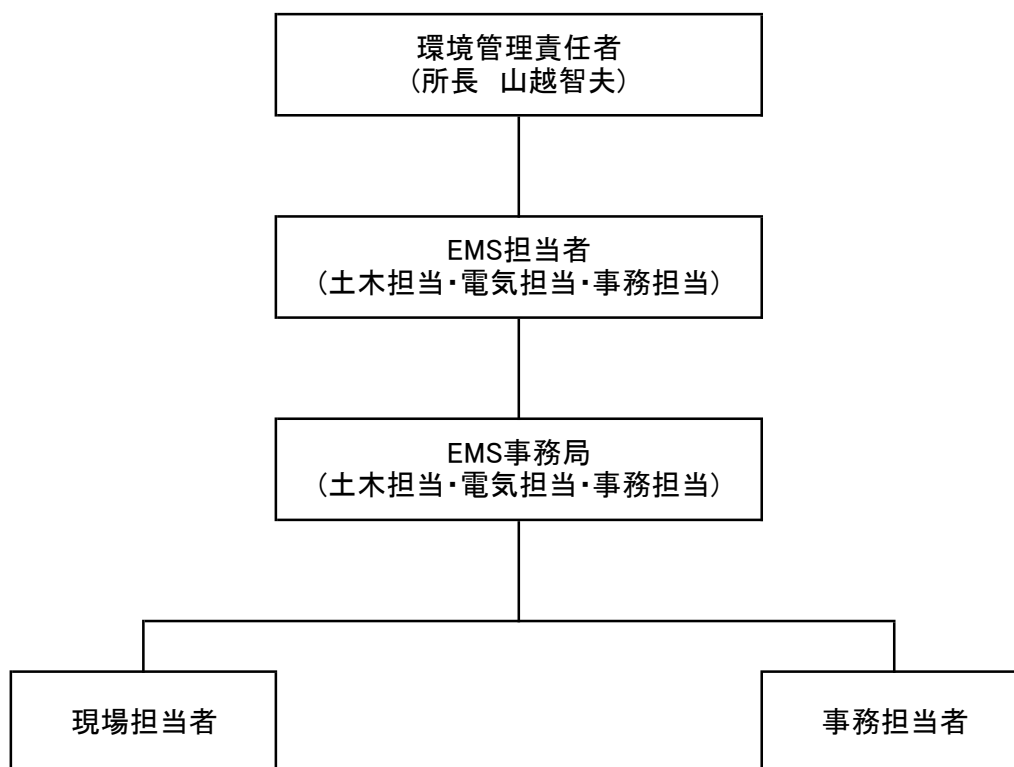 環境管理責任者
(所長　山越智夫)
EMS担当者
(土木担当・電気担当・事務担当)
EMS事務局
(土木担当・電気担当・事務担当)
現場担当者
事務担当者